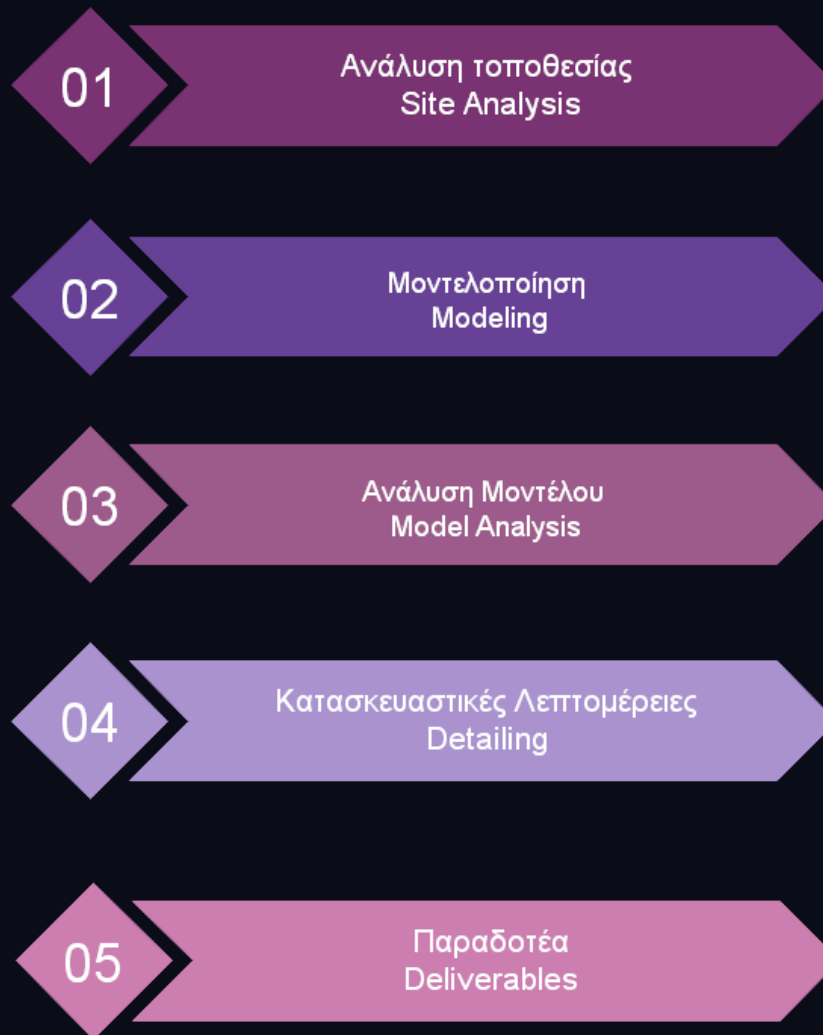 01
Ανάλυση τοποθεσίας
Site Analysis
02
Μοντελοποίηση
Modeling
03
Ανάλυση Μοντέλου
Model Analysis
04
Κατασκευαστικές Λεπτομέρειες
Detailing
05
Παραδοτέα
Deliverables